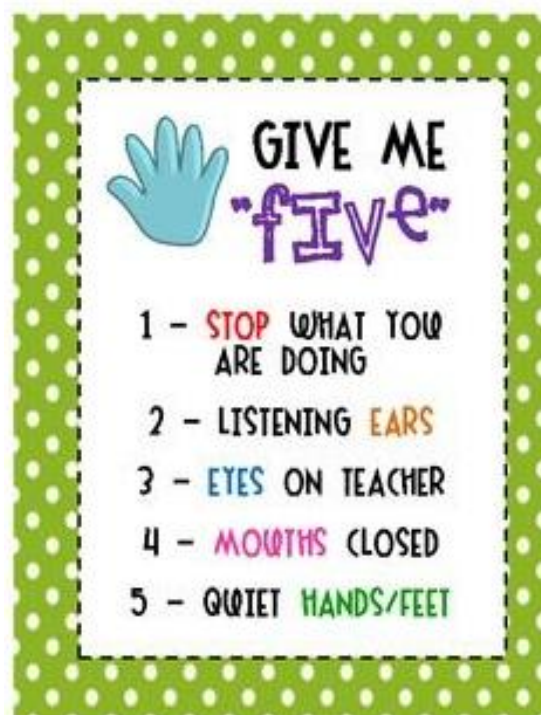 GIVE ME
"fIVe"
1 - STOP WHAT YOU
ARE DOING
2 - LISTENING EARS
3 - EYES ON TEACHER
4 - MOUTHS CLOSED
5 - QUIET HANDS/FEET